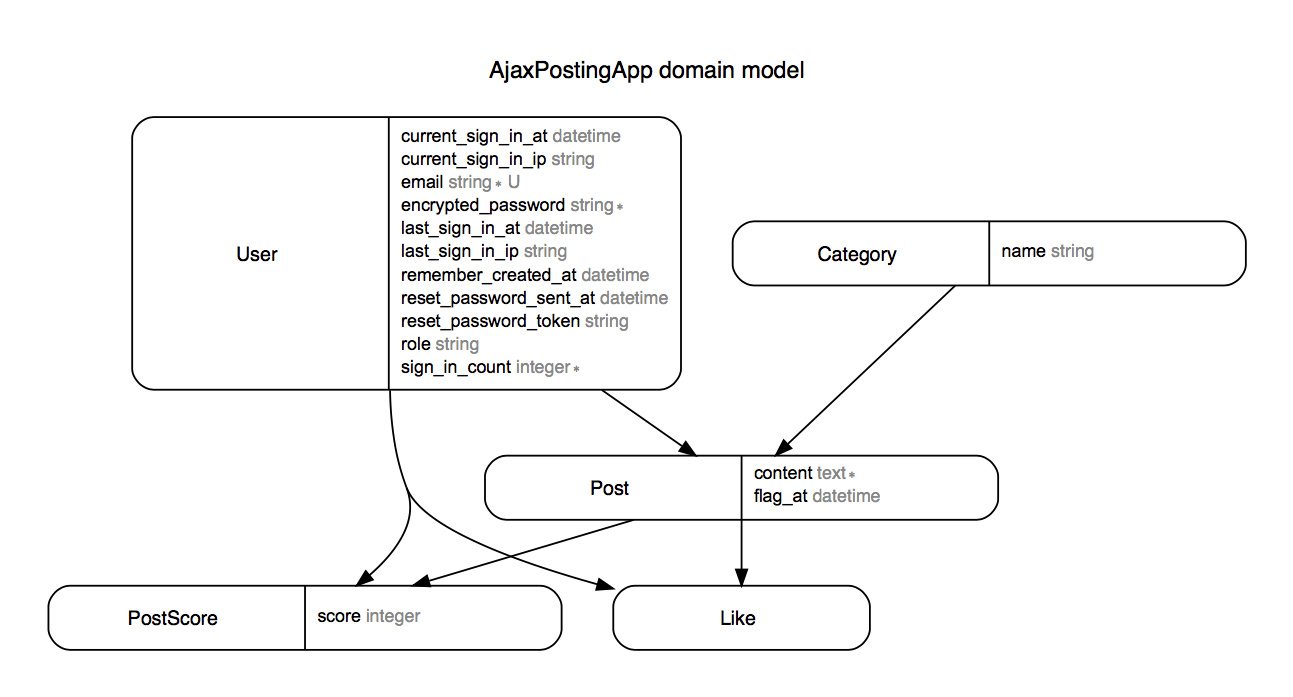 AjaxPostingApp domain model
User
current_sign_in_at datetime
current_sign_in_ip string
email string * U
encrypted_password string *
last_sign_in_at datetime
last_sign_in_ip string
remember_created_at datetime
reset_password_sent_at datetime
reset_password_token string
role string
sign_in_count integer *
Category
name string
Post
content text *
flag_at datetime
PostScore
score integer
Like